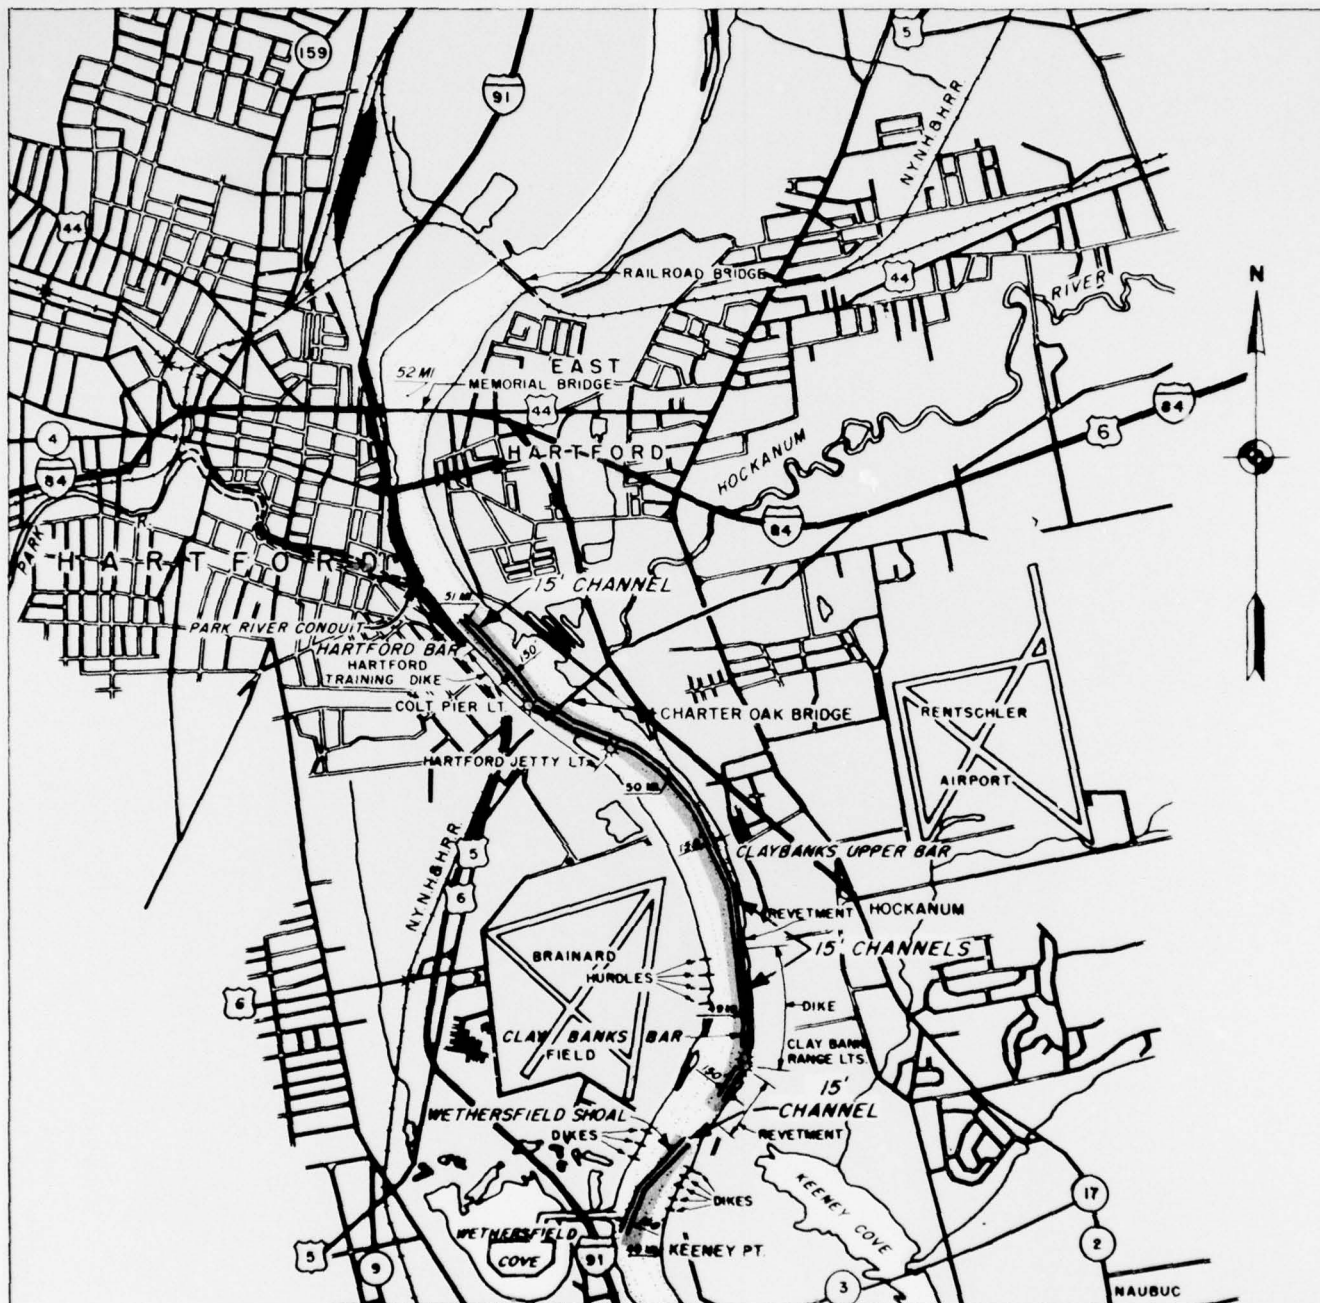 5
159
91
N.Y.N.H.&H.R.R.
44
RAILROAD BRIDGE
44
RIVER
N
EAST
52 MI
MEMORIAL BRIDGE
44
84
6
4
HARTFORD
84
HOCKANUM
84
PARK
HARTFORD
15' CHANNEL
51 MI.
PARK RIVER CONDUIT
HARTFORD BAR
150'
HARTFORD
TRAINING DIKE
COLT PIER LT.
CHARTER OAK BRIDGE
RENTSCHLER
AIRPORT
HARTFORD JETTY LT.
50 MI.
5
CLAYBANKS UPPER BAR
N.Y.N.H.&H.R.R.
6
REVETMENT
HOCKANUM
15' CHANNELS
BRAINARD
HURDLES
6
49 MI.
DIKE
CLAY BANKS BAR
FIELD
CLAY BANK
RANGE LTS.
150'
15'
CHANNEL
WETHERSFIELD SHOAL
DIKES
REVETMENT
KEENEY COVE
17
DIKES
WETHERSFIELD
COVE
KEENEY PT.
2
5
9
91
3
NAUBUC